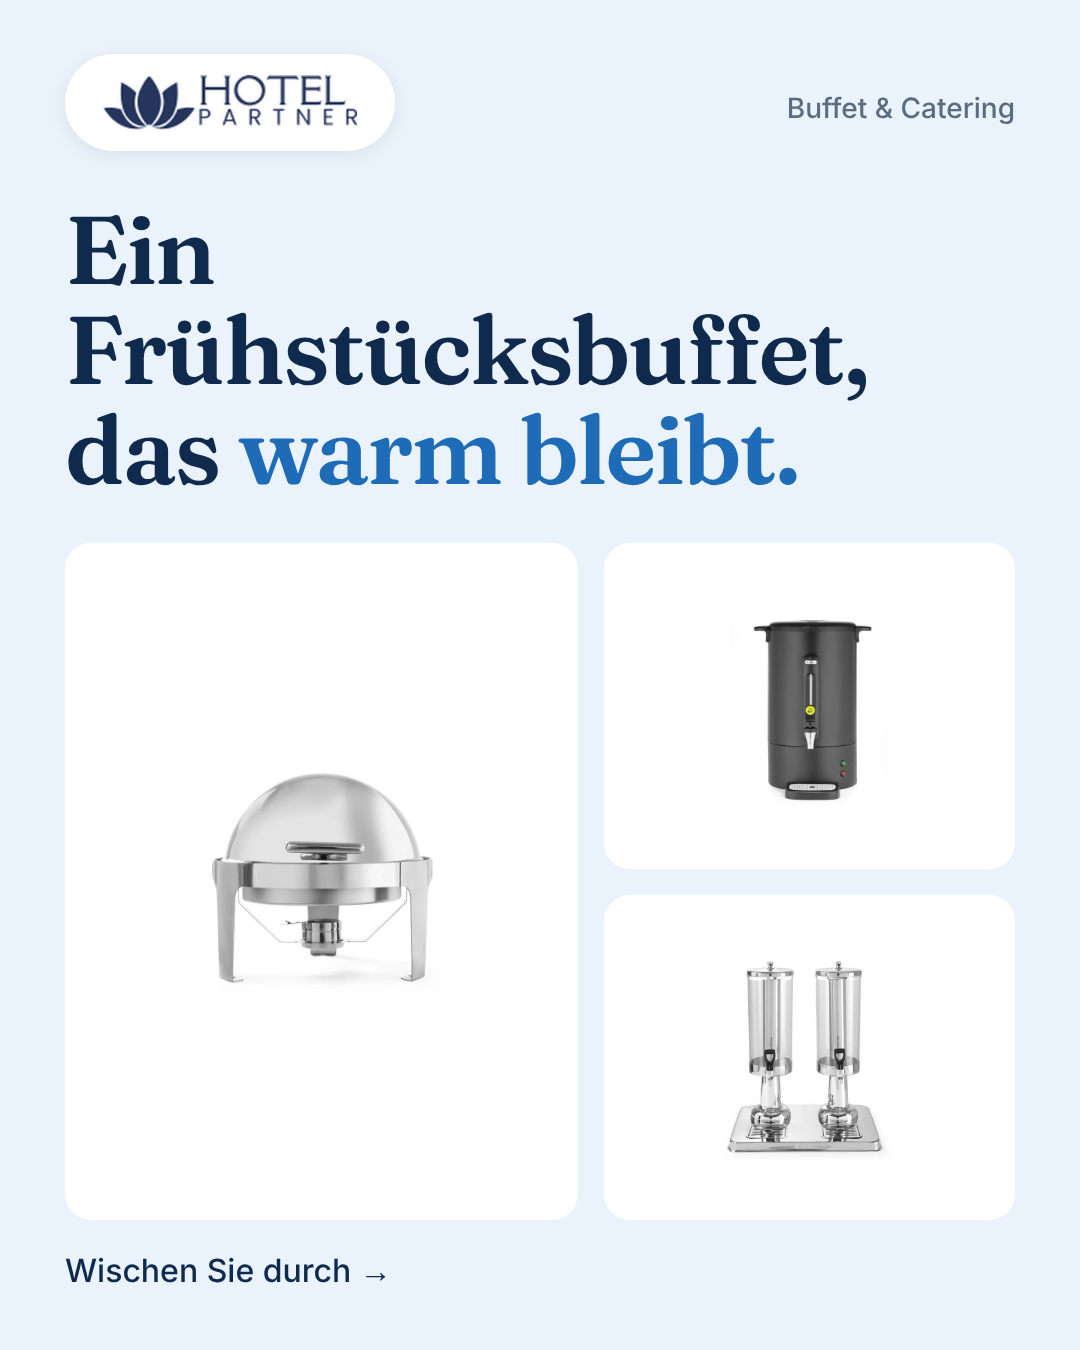 HOTEL
PARTNER
Buffet & Catering
Ein
Frühstücksbuffet,
das warm bleibt.
Wischen Sie durch →